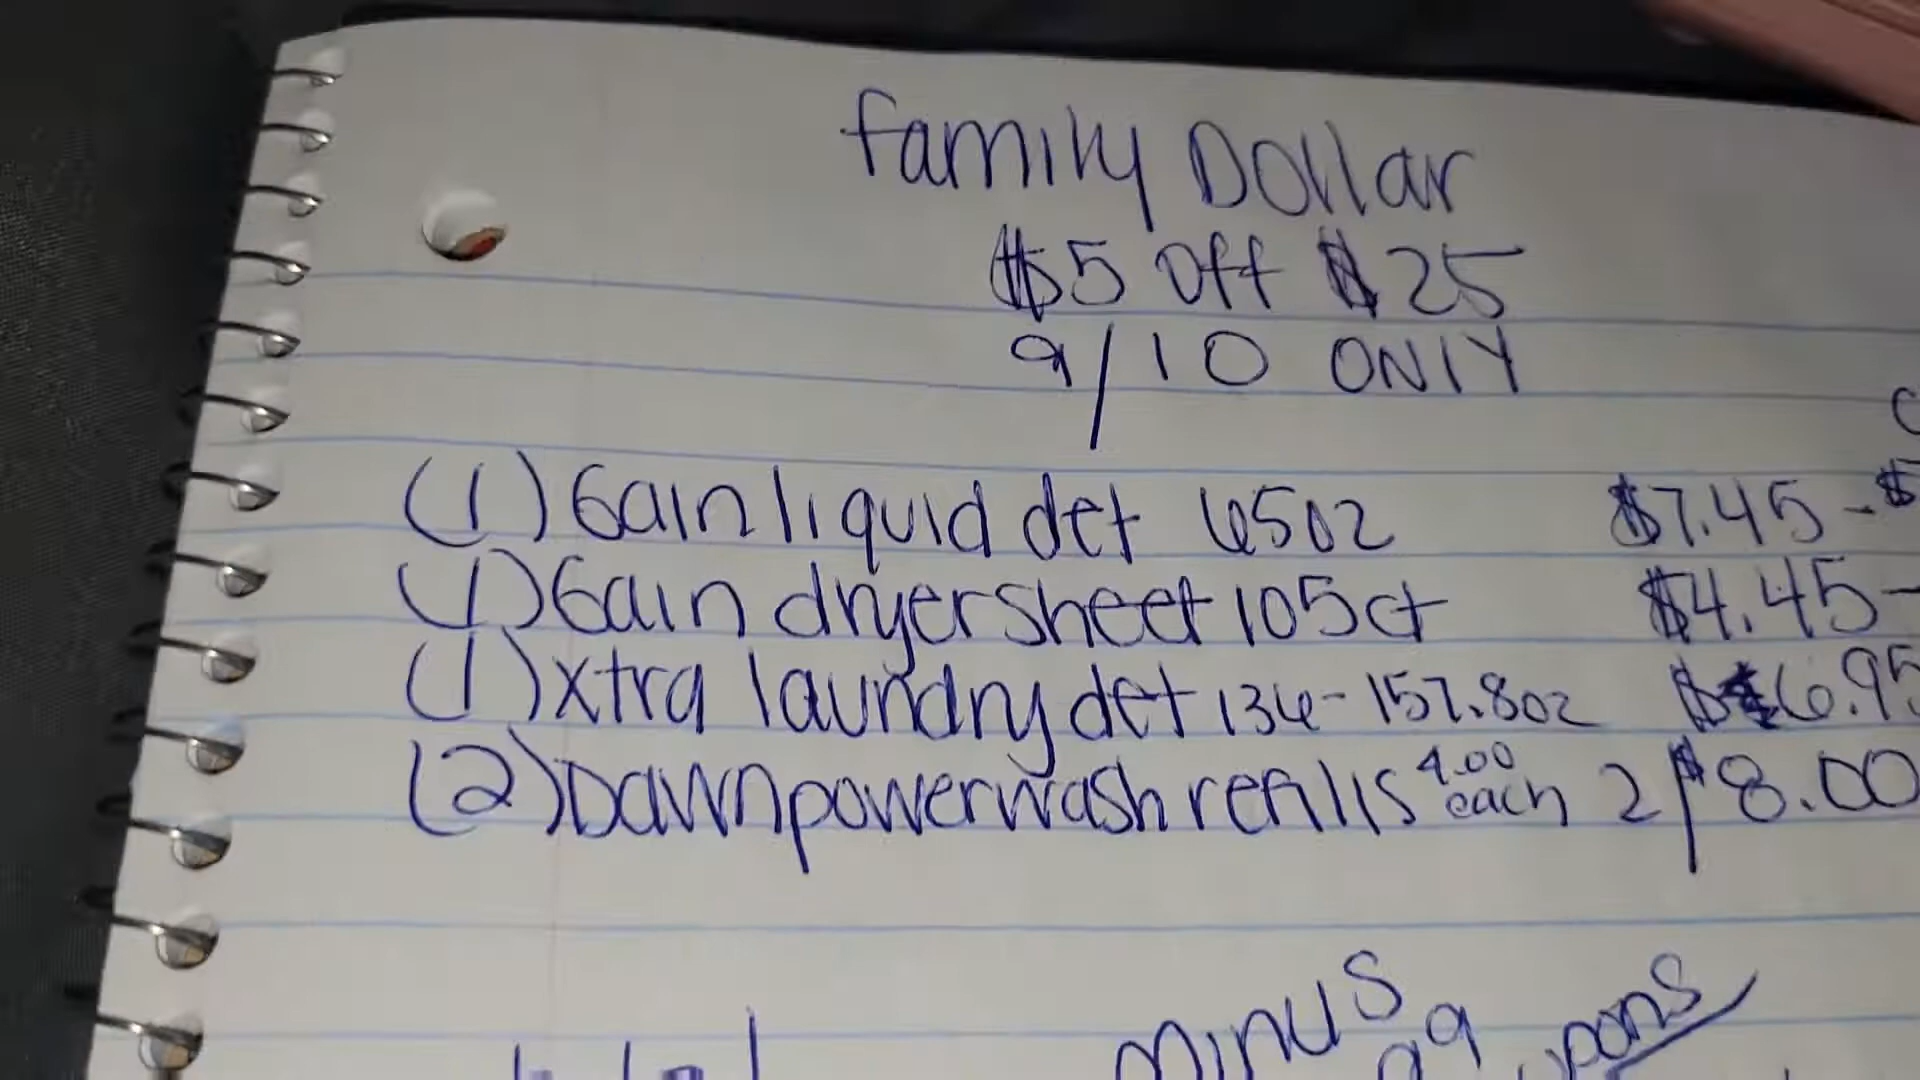 Family Dollar
$5 off $25
9/10 ONLY
(1) Gain liquid det 65oz $7.45 - $
(1) Gain dryer sheet 105ct $4.45 -
(1) xtra laundry det 136-157.8oz $6.95
(2) Dawn powerwash refills 4.00 each 2/$8.00
minus